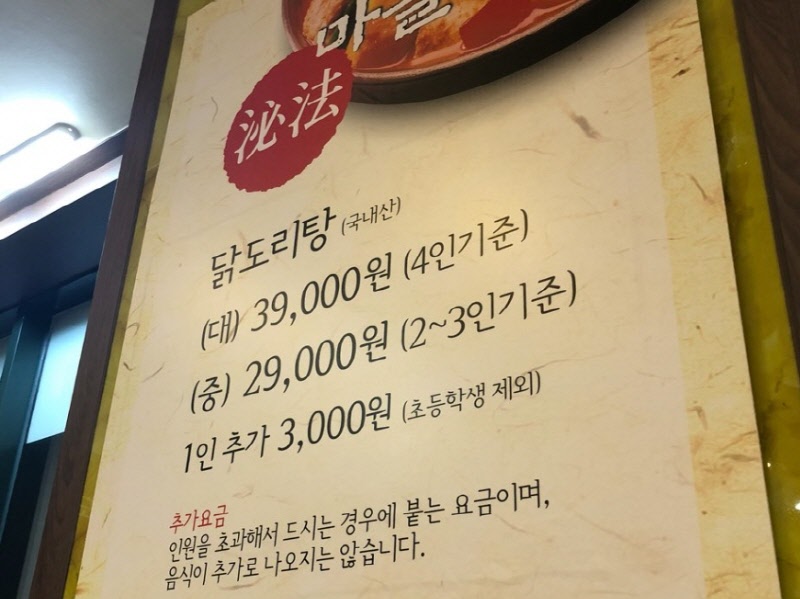 마늘
泌法
닭도리탕 (국내산)
(대) 39,000원 (4인기준)
(중) 29,000원 (2~3인기준)
1인 추가 3,000원 (초등학생 제외)
추가요금
인원을 초과해서 드시는 경우에 붙는 요금이며,
음식이 추가로 나오지는 않습니다.